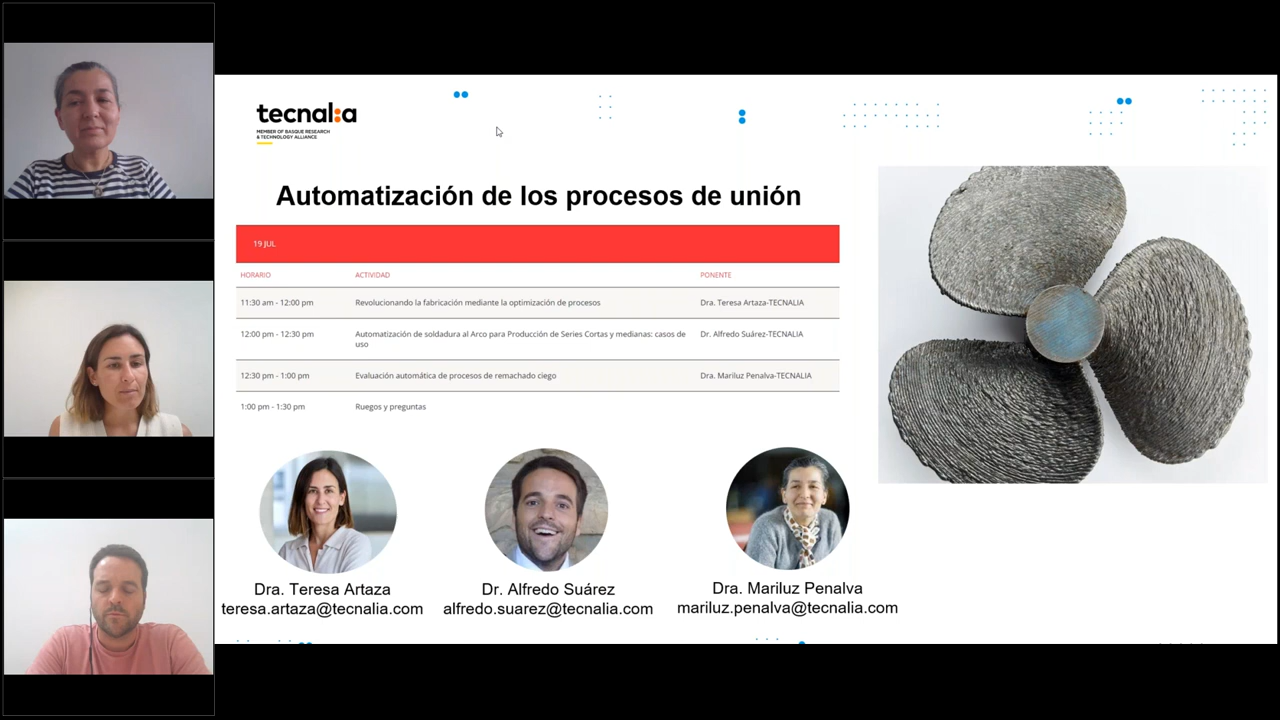 tecnalia
MEMBER OF BASQUE RESEARCH
& TECHNOLOGY ALLIANCE
Automatización de los procesos de unión
19 JUL
HORARIO ACTIVIDAD PONENTE
11:30 am - 12:00 pm Revolucionando la fabricación mediante la optimización de procesos Dra. Teresa Artaza-TECNALIA
12:00 pm - 12:30 pm Automatización de soldadura al Arco para Producción de Series Cortas y medianas: casos de Dr. Alfredo Suárez-TECNALIA
uso
12:30 pm - 1:00 pm Evaluación automática de procesos de remachado ciego Dra. Mariluz Penalva-TECNALIA
1:00 pm - 1:30 pm Ruegos y preguntas
Dra. Teresa Artaza Dr. Alfredo Suárez Dra. Mariluz Penalva
teresa.artaza@tecnalia.com alfredo.suarez@tecnalia.com mariluz.penalva@tecnalia.com